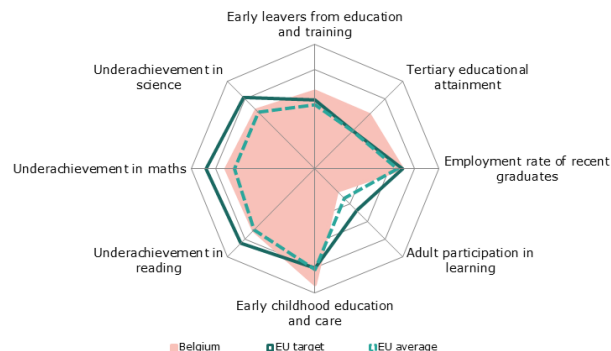 Early leavers from education
and training
Underachievement in
science
Tertiary educational
attainment
Underachievement in maths
Employment rate of recent
graduates
Underachievement in
reading
Adult participation in
learning
Early childhood education
and care
Belgium
EU target
EU average